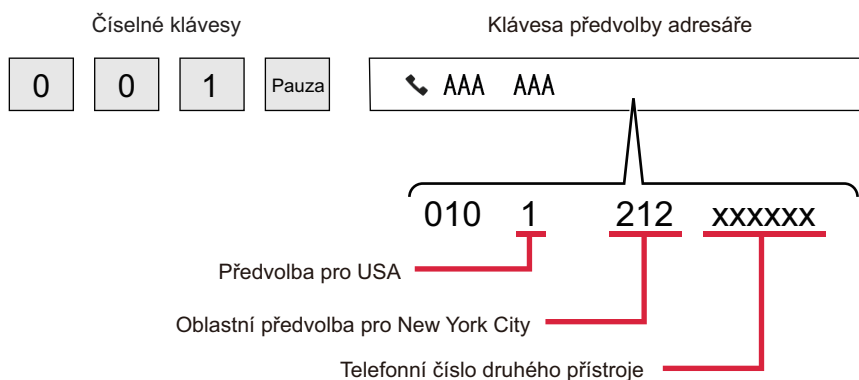 Číselné klávesy Klávesa předvolby adresáře
0 0 1 Pauza AAA AAA
010 1 212 xxxxxx
Předvolba pro USA
Oblastní předvolba pro New York City
Telefonní číslo druhého přístroje